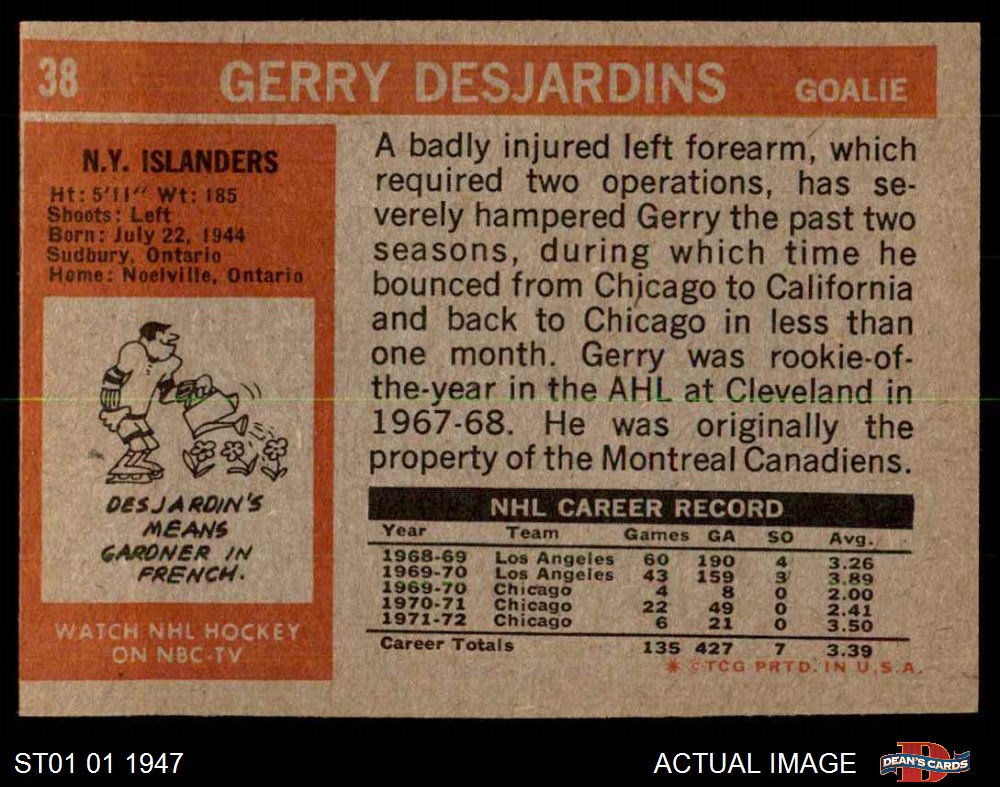 38 GERRY DESJARDINS GOALIE
N.Y. ISLANDERS
Ht: 5'11" Wt: 185
Shoots: Left
Born: July 22, 1944
Sudbury, Ontario
Home: Noelville, Ontario
DESJARDIN'S
MEANS
GARDNER IN
FRENCH.
WATCH NHL HOCKEY
ON NBC-TV
A badly injured left forearm, which
required two operations, has se-
verely hampered Gerry the past two
seasons, during which time he
bounced from Chicago to California
and back to Chicago in less than
one month. Gerry was rookie-of-
the-year in the AHL at Cleveland in
1967-68. He was originally the
property of the Montreal Canadiens.
NHL CAREER RECORD
Year Team Games GA SO Avg.
1968-69 Los Angeles 60 190 4 3.26
1969-70 Los Angeles 43 159 3 3.89
1969-70 Chicago 4 8 0 2.00
1970-71 Chicago 22 49 0 2.41
1971-72 Chicago 6 21 0 3.50
Career Totals 135 427 7 3.39
* ©TCG PRTD. IN U.S.A.
ST01 01 1947 ACTUAL IMAGE DEAN'S CARDS